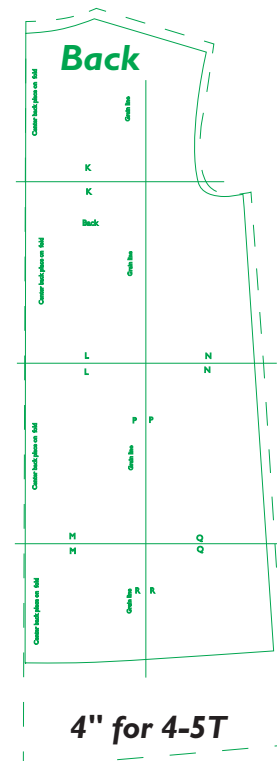 Back
Center back place on fold
Grain line
K
K
Back
Center back place on fold
Grain line
L N
L N
P P
Center back place on fold
Grain line
M Q
M Q
R R
Center back place on fold
Grain line
4" for 4-5T